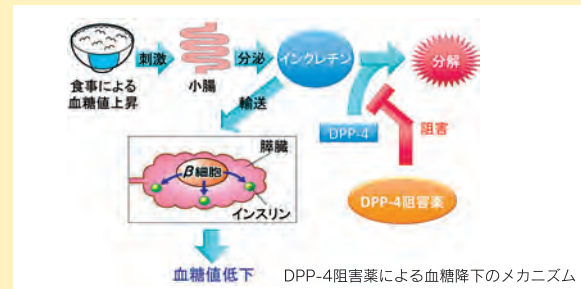 刺激
分泌
インクレチン
分解
食事による
血糖値上昇
小腸
輸送
DPP-4
阻害
膵臓
β細胞
インスリン
DPP-4阻害薬
血糖値低下
DPP-4阻害薬による血糖降下のメカニズム